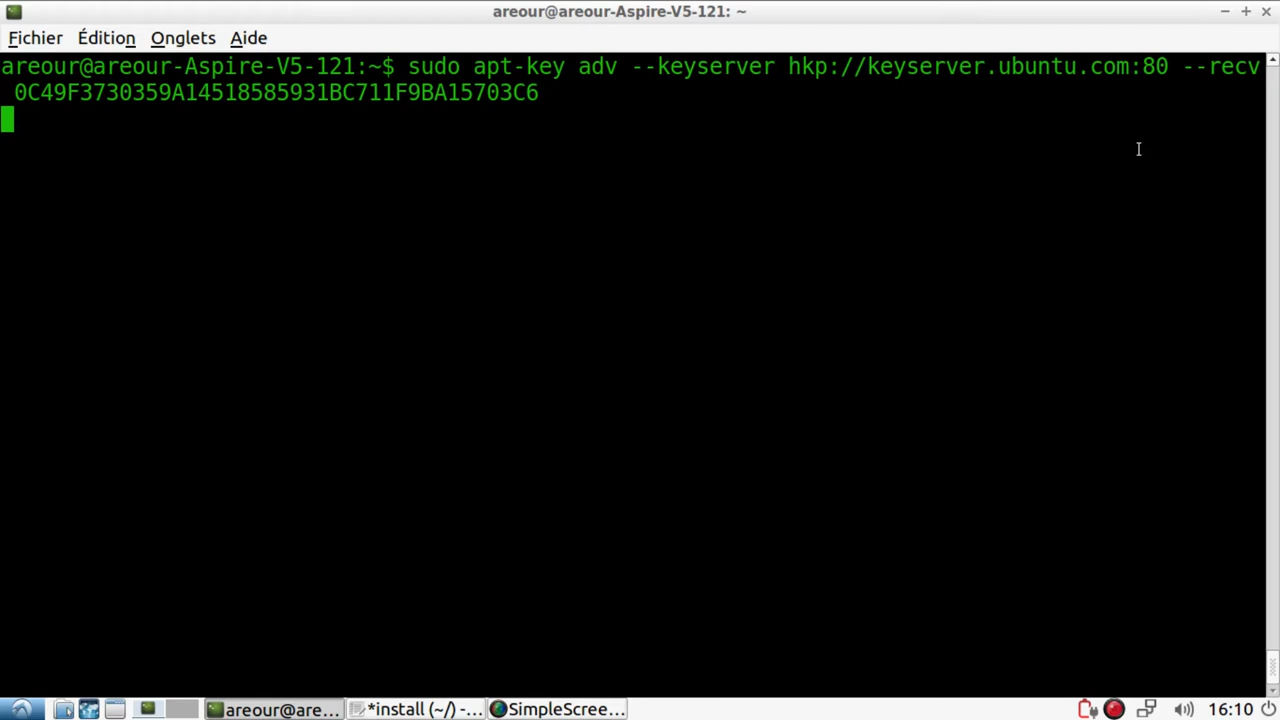 areour@areour-Aspire-V5-121: ~
Fichier Édition Onglets Aide
areour@areour-Aspire-V5-121:~$ sudo apt-key adv --keyserver hkp://keyserver.ubuntu.com:80 --recv
0C49F3730359A14518585931BC711F9BA15703C6
areour@are... *install (~/) -... SimpleScree... 16:10